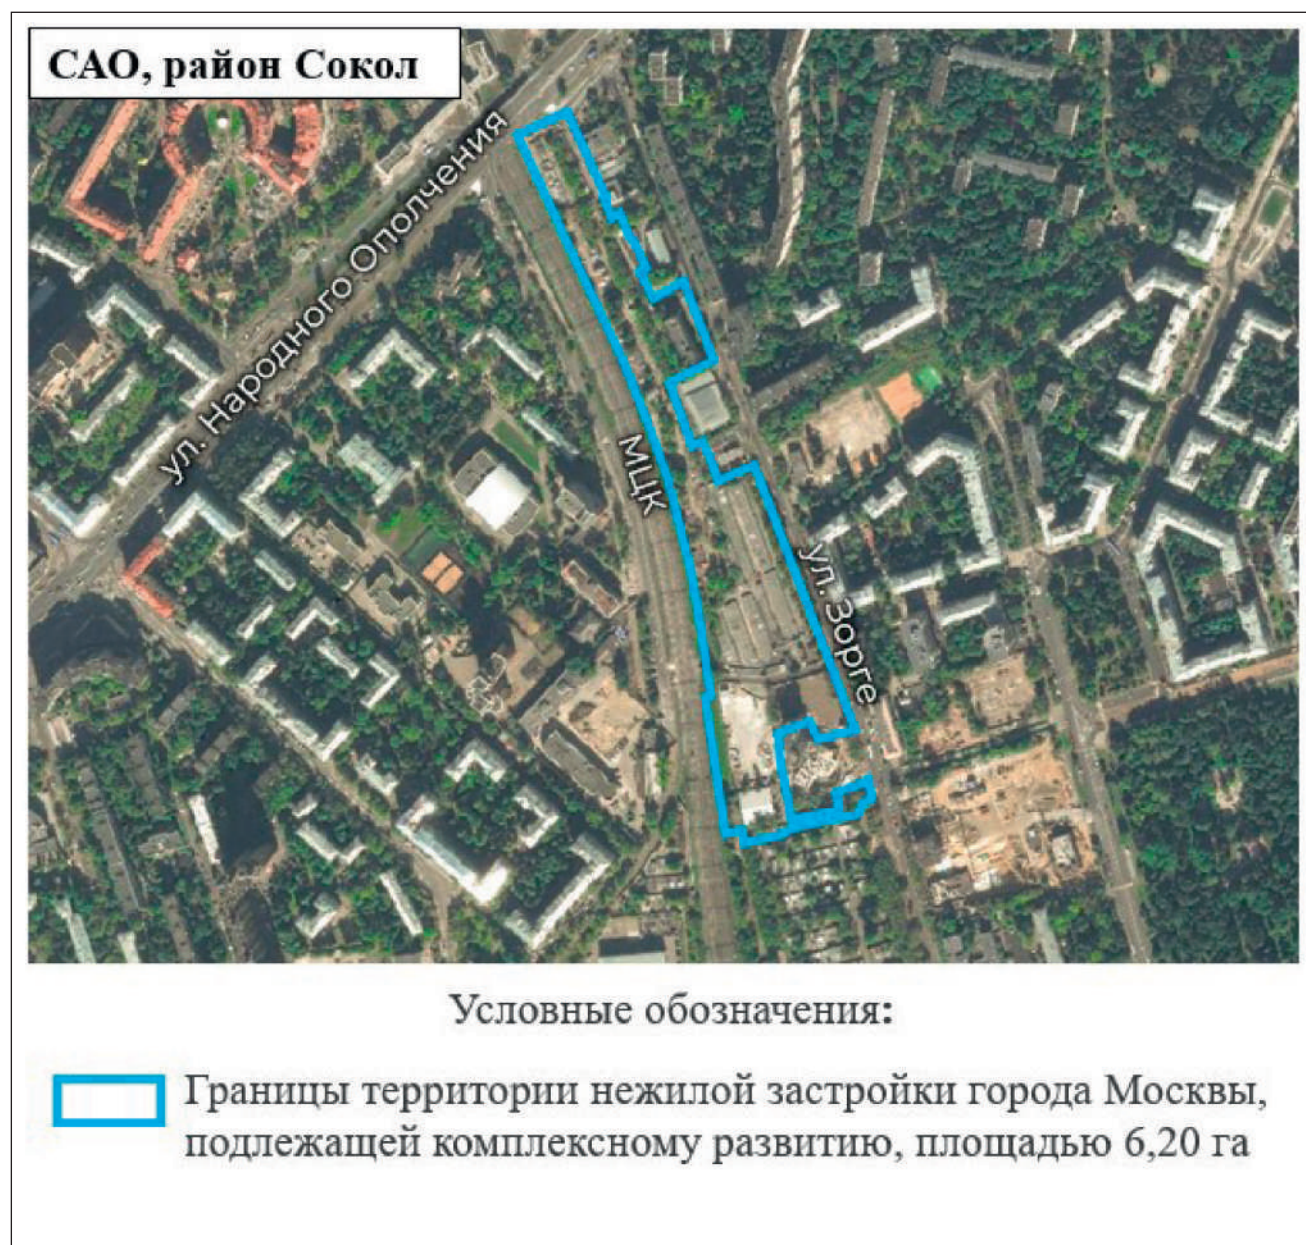 САО, район Сокол
ул. Народного Ополчения
МЦК
ул. Зорге
Условные обозначения:
Границы территории нежилой застройки города Москвы,
подлежащей комплексному развитию, площадью 6,20 га